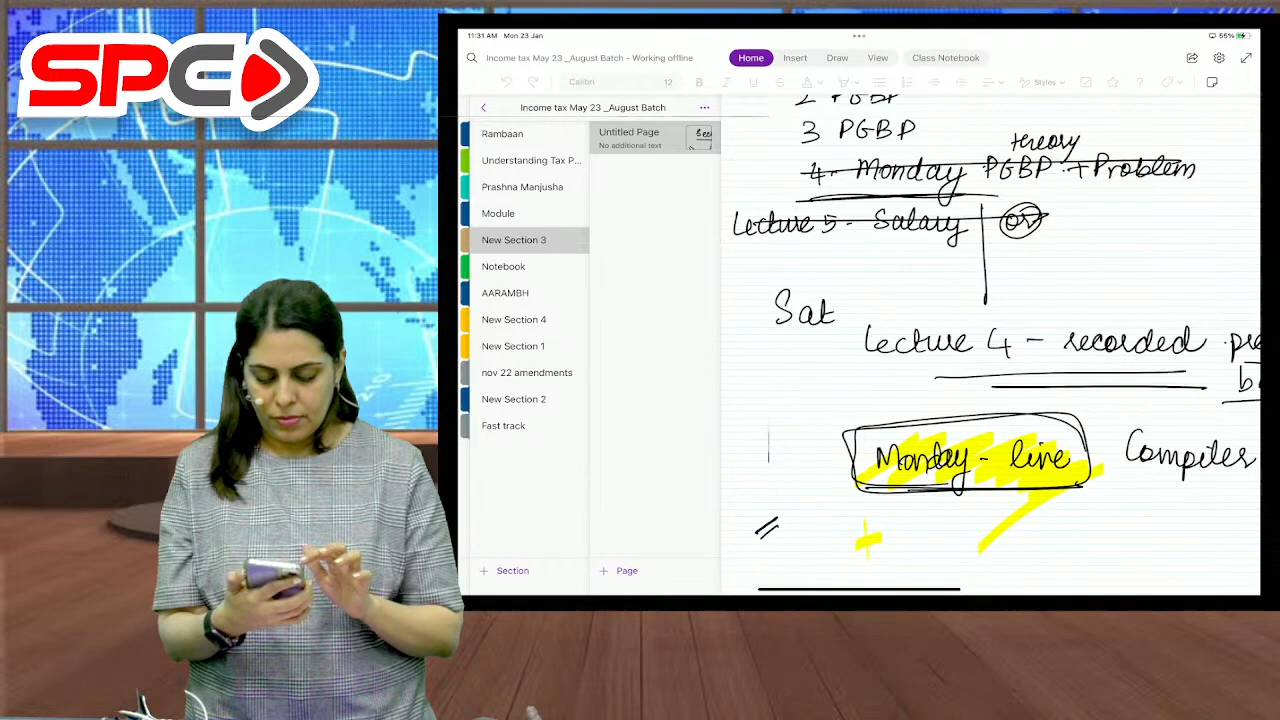 SPC
11:31 AM Mon 23 Jan
55%
Income tax May 23 _August Batch - Working offline
Home
Insert
Draw
View
Class Notebook
Calibri
12
B
I
U
S
A
Styles
Income tax May 23 _August Batch
Rambaan
Understanding Tax P...
Prashna Manjusha
Module
New Section 3
Notebook
AARAMBH
New Section 4
New Section 1
nov 22 amendments
New Section 2
Fast track
+ Section
Untitled Page
No additional text
+ Page
2 PGBP
3 PGBP
theory
4. Monday PGBP + Problem
Lecture 5 - Salary
or
Sat
Lecture 4 - recorded
Monday - live Compiler
+